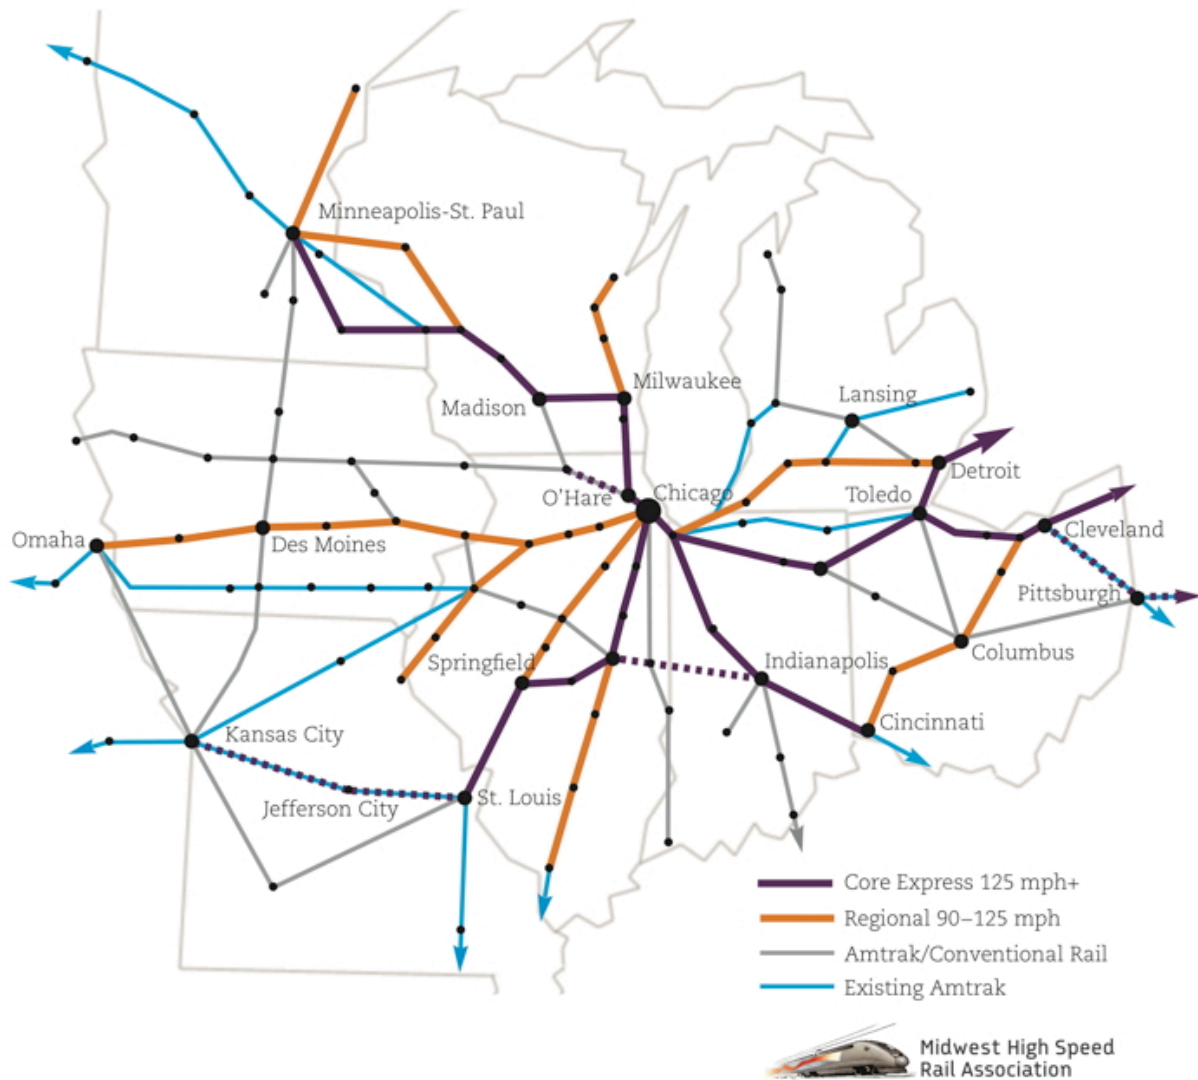 Minneapolis-St. Paul
Milwaukee
Madison
Lansing
O'Hare
Chicago
Detroit
Toledo
Cleveland
Omaha
Des Moines
Pittsburgh
Columbus
Springfield
Indianapolis
Cincinnati
Kansas City
Jefferson City
St. Louis
Core Express 125 mph+
Regional 90–125 mph
Amtrak/Conventional Rail
Existing Amtrak
Midwest High Speed
Rail Association